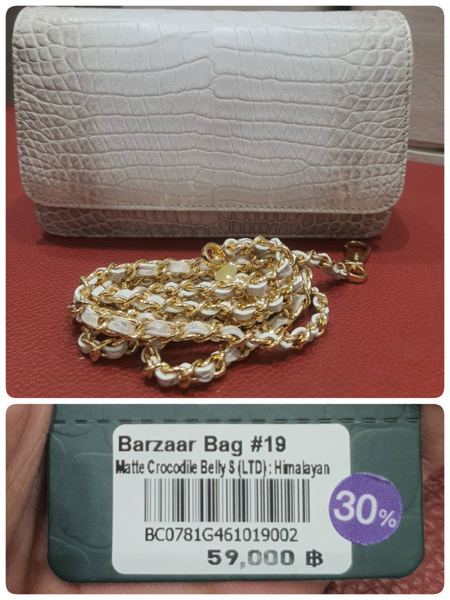 Barzaar Bag #19
Matte Crocodile Belly S (LTD) : Himalayan
30%
BC0781G461019002
59,000 ฿